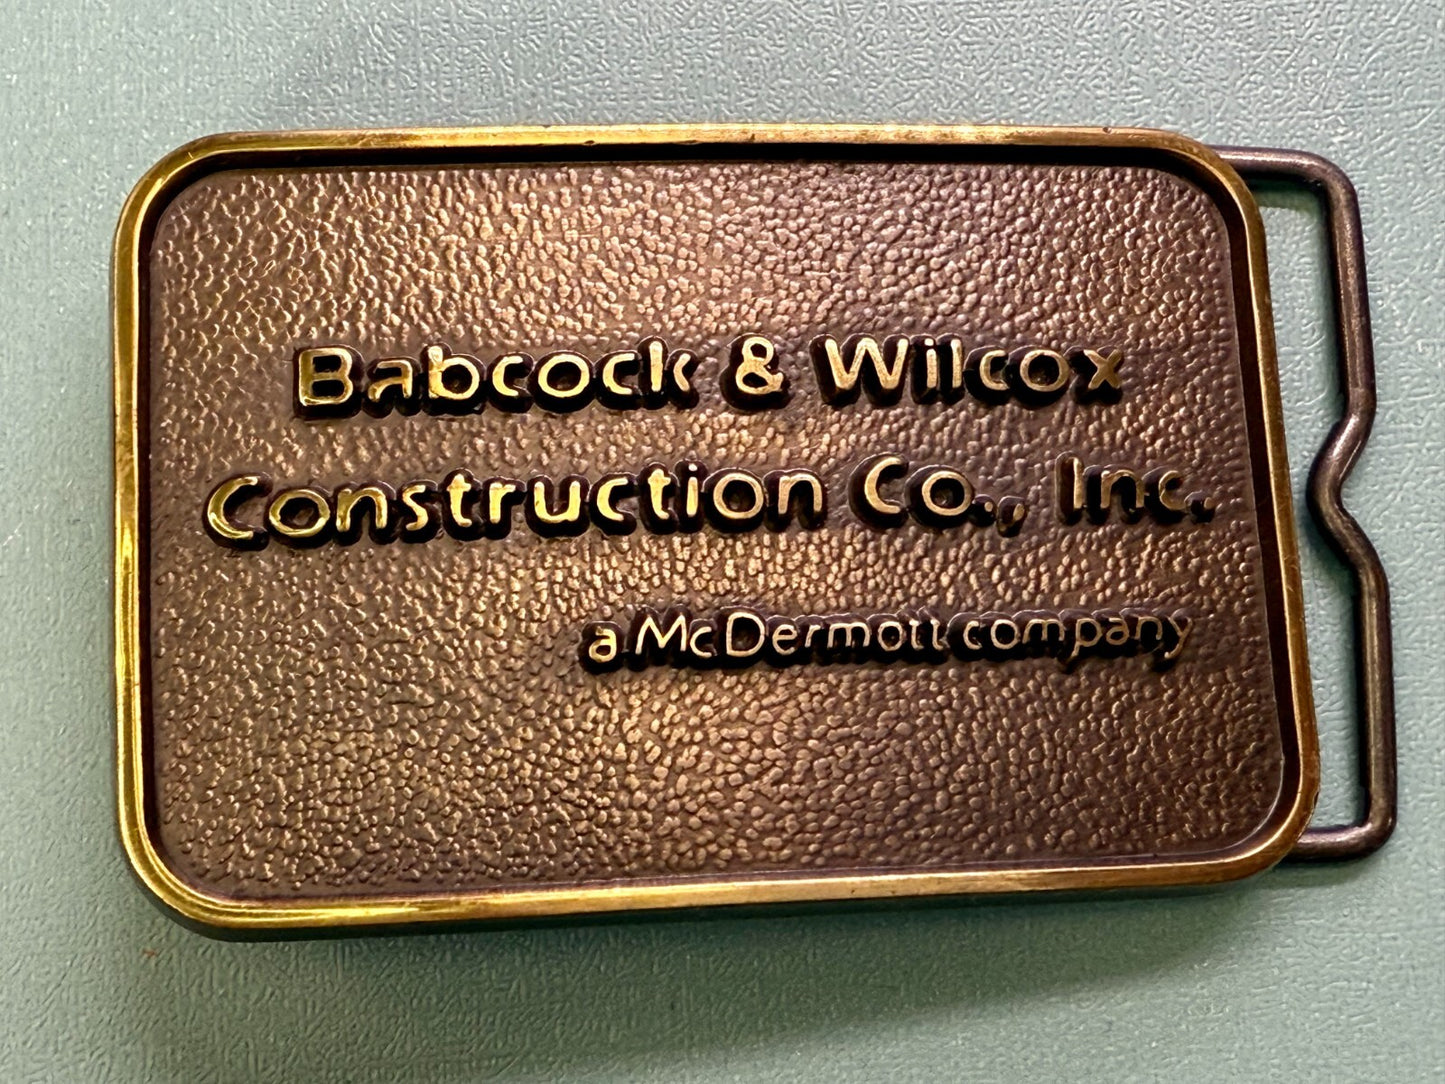 Babcock & Wilcox
Construction Co., Inc.
a McDermott company